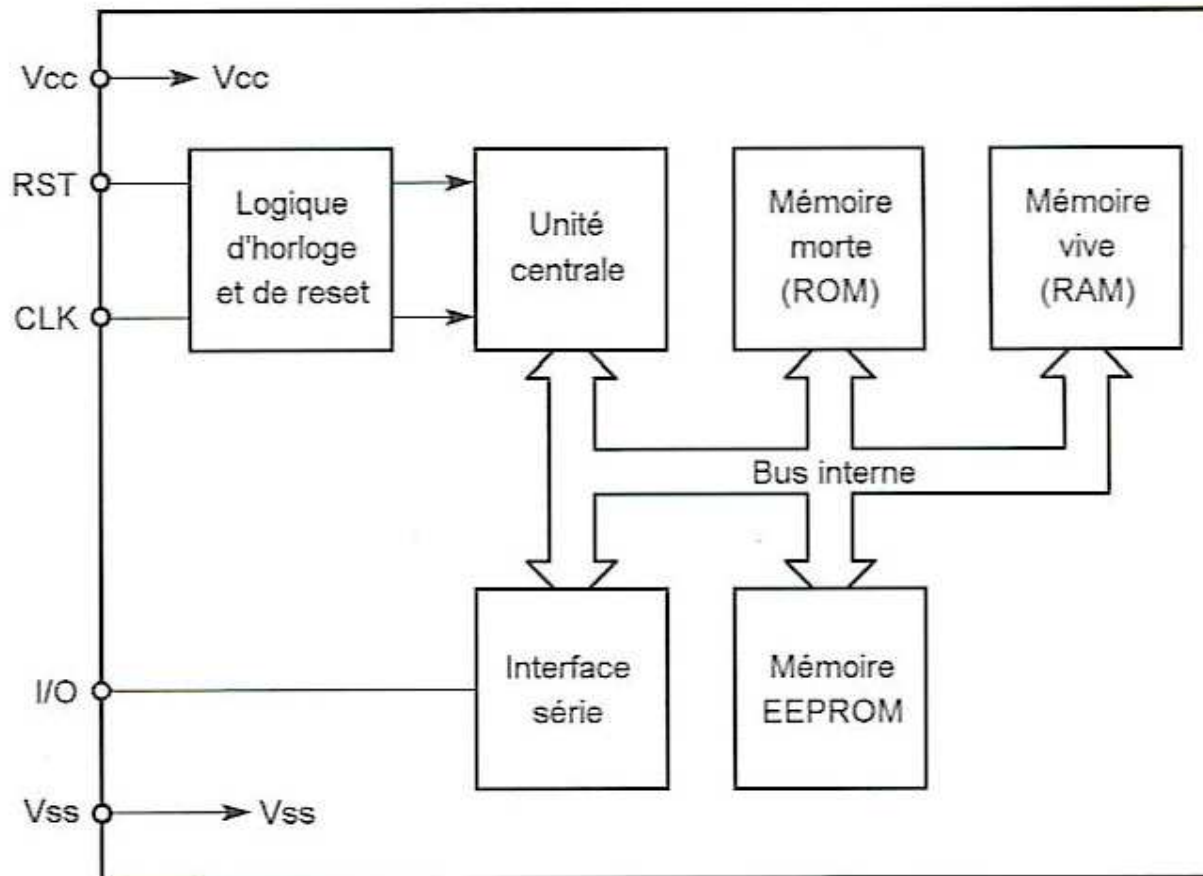 Vcc
Vcc
RST
Logique
d'horloge
et de reset
Unité
centrale
Mémoire
morte
(ROM)
Mémoire
vive
(RAM)
CLK
Bus interne
I/O
Interface
série
Mémoire
EEPROM
Vss
Vss